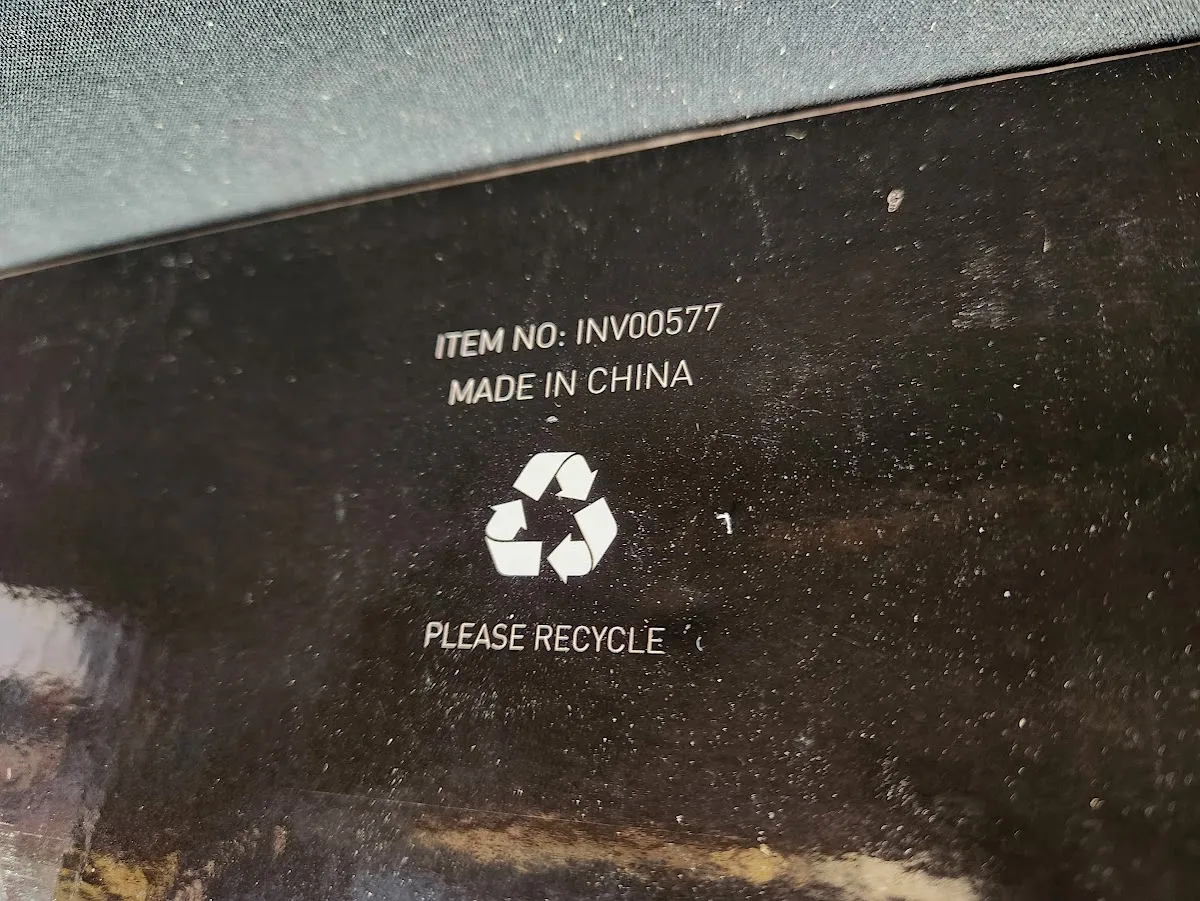 ITEM NO: INV00577
MADE IN CHINA
PLEASE RECYCLE